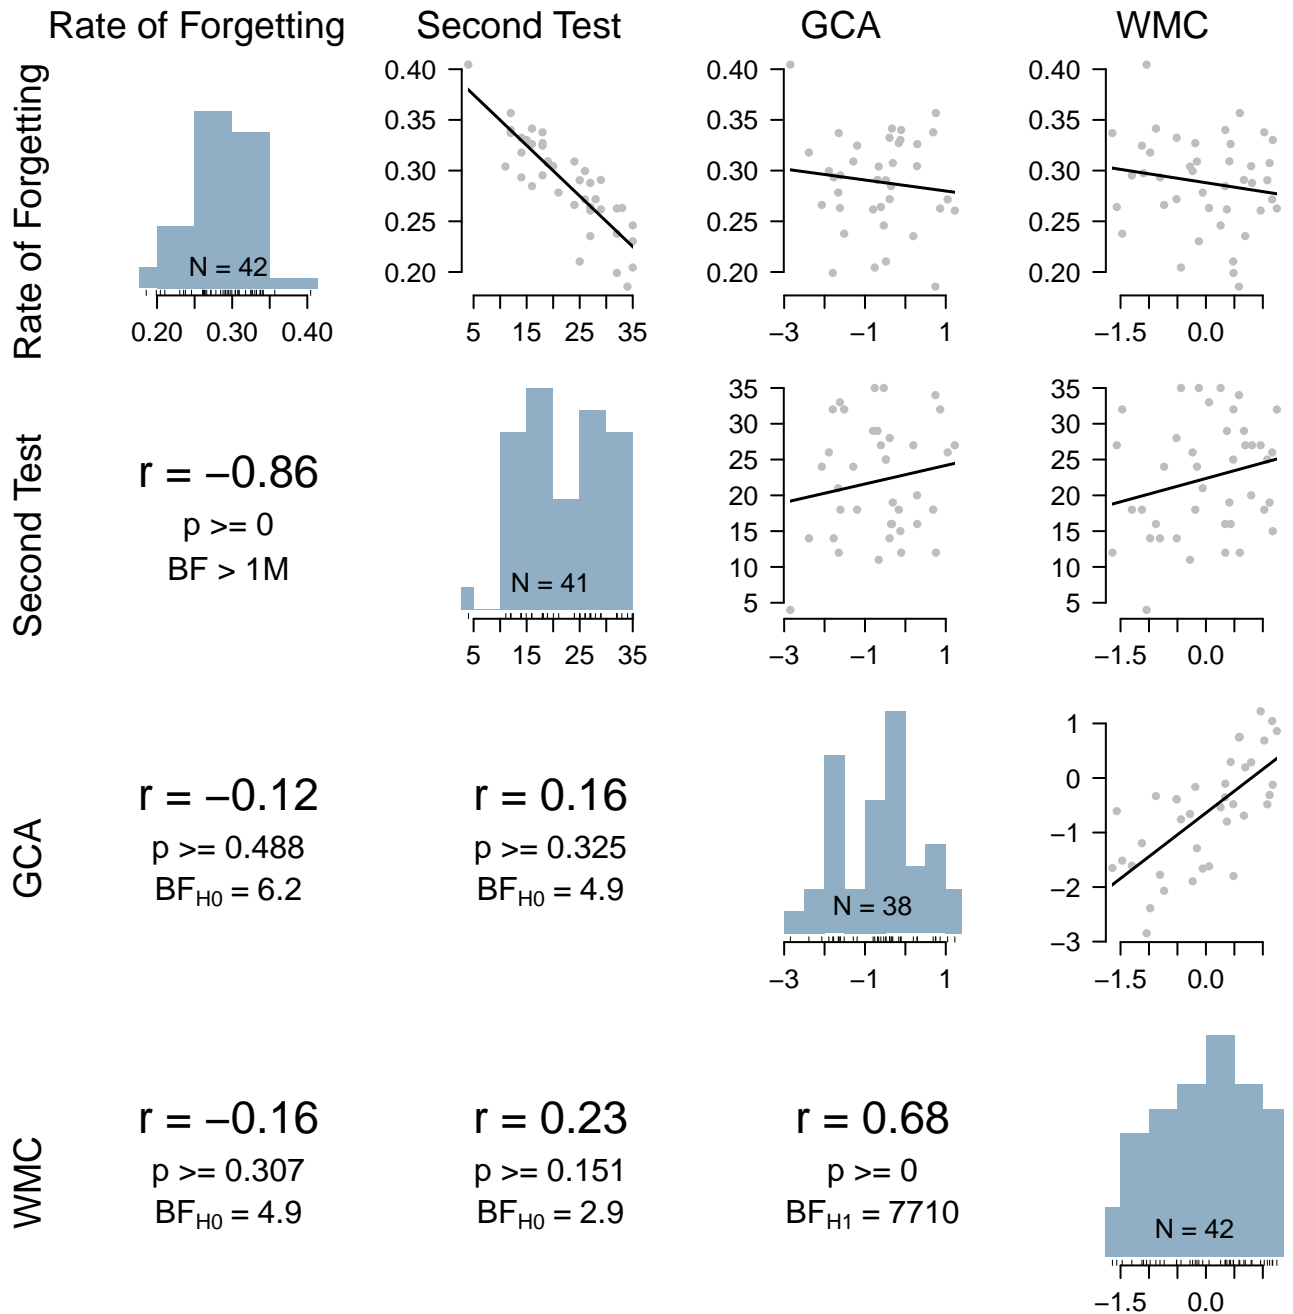 Rate of Forgetting Second Test GCA WMC
Rate of Forgetting
N = 42
0.20 0.30 0.40
0.40
0.35
0.30
0.25
0.20
5 15 25 35
0.40
0.35
0.30
0.25
0.20
−3 −1 1
0.40
0.35
0.30
0.25
0.20
−1.5 0.0
Second Test
r = −0.86
p >= 0
BF > 1M
N = 41
5 15 25 35
35
30
25
20
15
10
5
−3 −1 1
35
30
25
20
15
10
5
−1.5 0.0
GCA
r = −0.12
p >= 0.488
BFH0 = 6.2
r = 0.16
p >= 0.325
BFH0 = 4.9
N = 38
−3 −1 1
1
0
−1
−2
−3
−1.5 0.0
WMC
r = −0.16
p >= 0.307
BFH0 = 4.9
r = 0.23
p >= 0.151
BFH0 = 2.9
r = 0.68
p >= 0
BFH1 = 7710
N = 42
−1.5 0.0